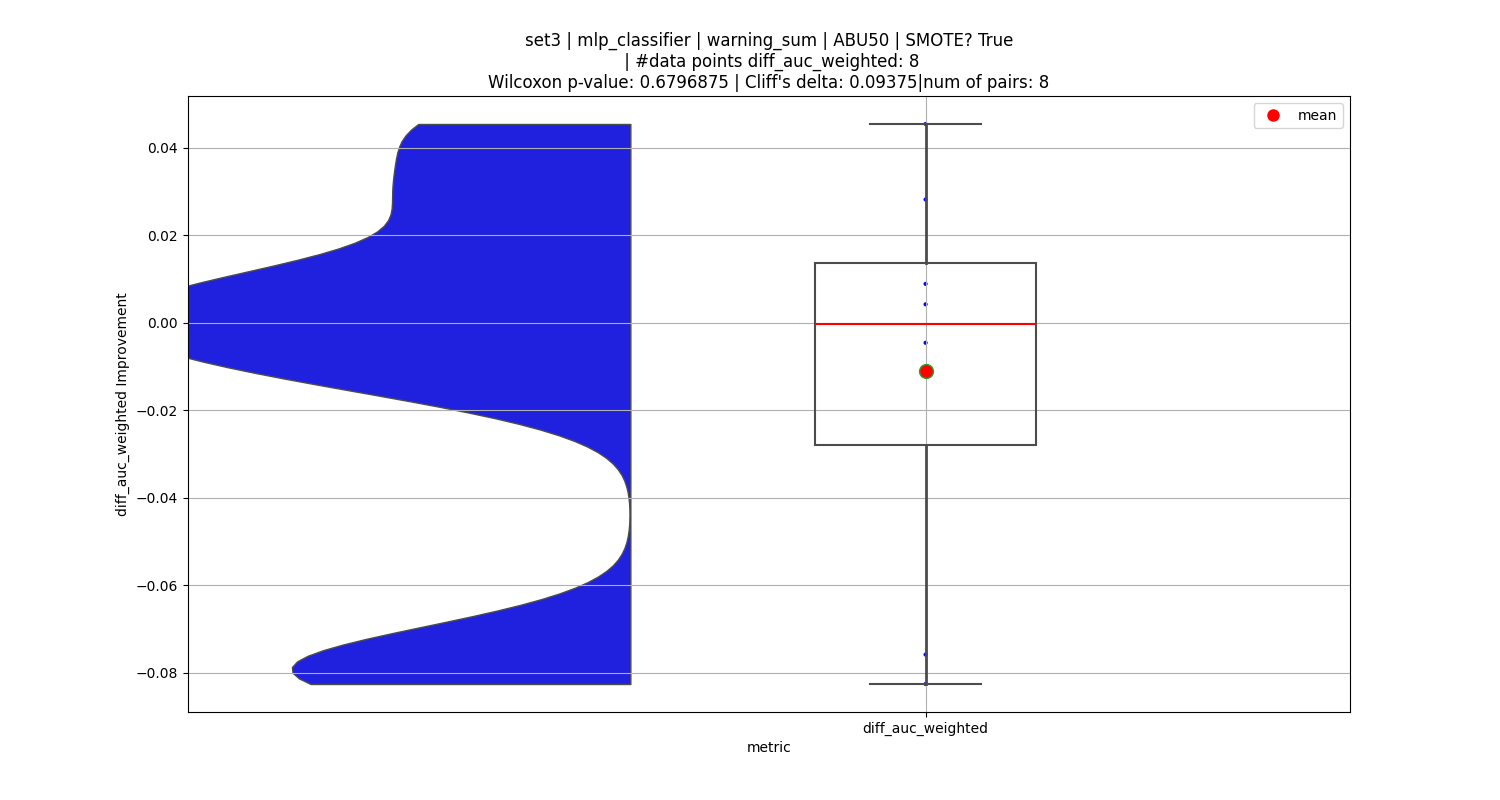 set3 | mlp_classifier | warning_sum | ABU50 | SMOTE? True
| #data points diff_auc_weighted: 8
Wilcoxon p-value: 0.6796875 | Cliff's delta: 0.09375|num of pairs: 8
mean
0.04
0.02
0.00
−0.02
−0.04
−0.06
−0.08
diff_auc_weighted Improvement
diff_auc_weighted
metric